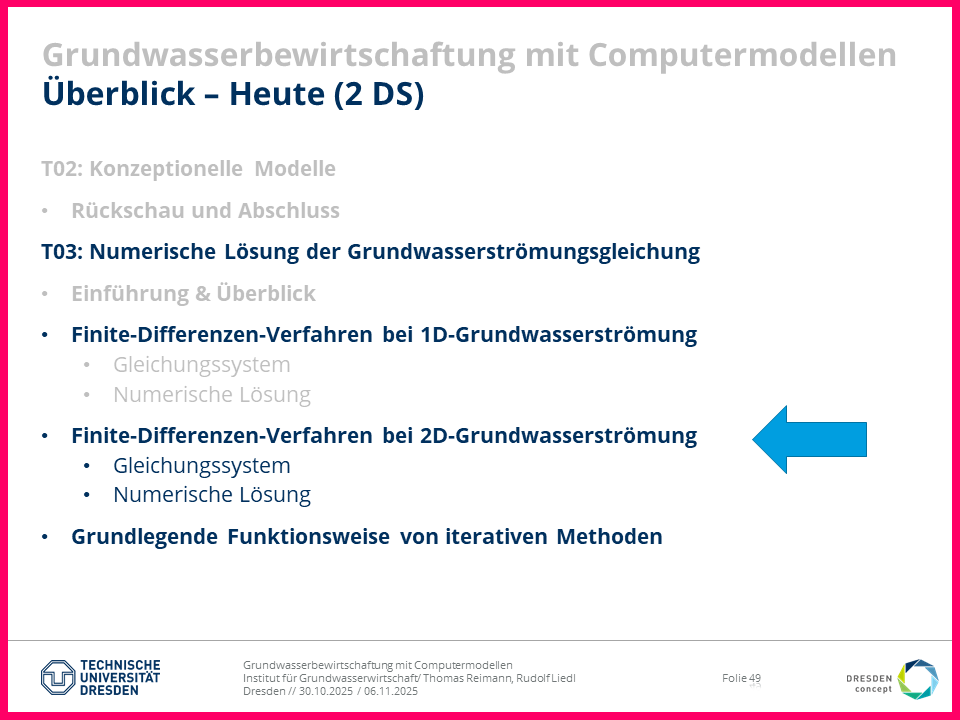 Grundwasserbewirtschaftung mit Computermodellen
Überblick – Heute (2 DS)
T02: Konzeptionelle Modelle
• Rückschau und Abschluss
T03: Numerische Lösung der Grundwasserströmungsgleichung
• Einführung & Überblick
• Finite-Differenzen-Verfahren bei 1D-Grundwasserströmung
• Gleichungssystem
• Numerische Lösung
• Finite-Differenzen-Verfahren bei 2D-Grundwasserströmung
• Gleichungssystem
• Numerische Lösung
• Grundlegende Funktionsweise von iterativen Methoden
TECHNISCHE
UNIVERSITÄT
DRESDEN
Grundwasserbewirtschaftung mit Computermodellen
Institut für Grundwasserwirtschaft/ Thomas Reimann, Rudolf Liedl
Dresden // 30.10.2025 / 06.11.2025
Folie 49
DRESDEN
concept